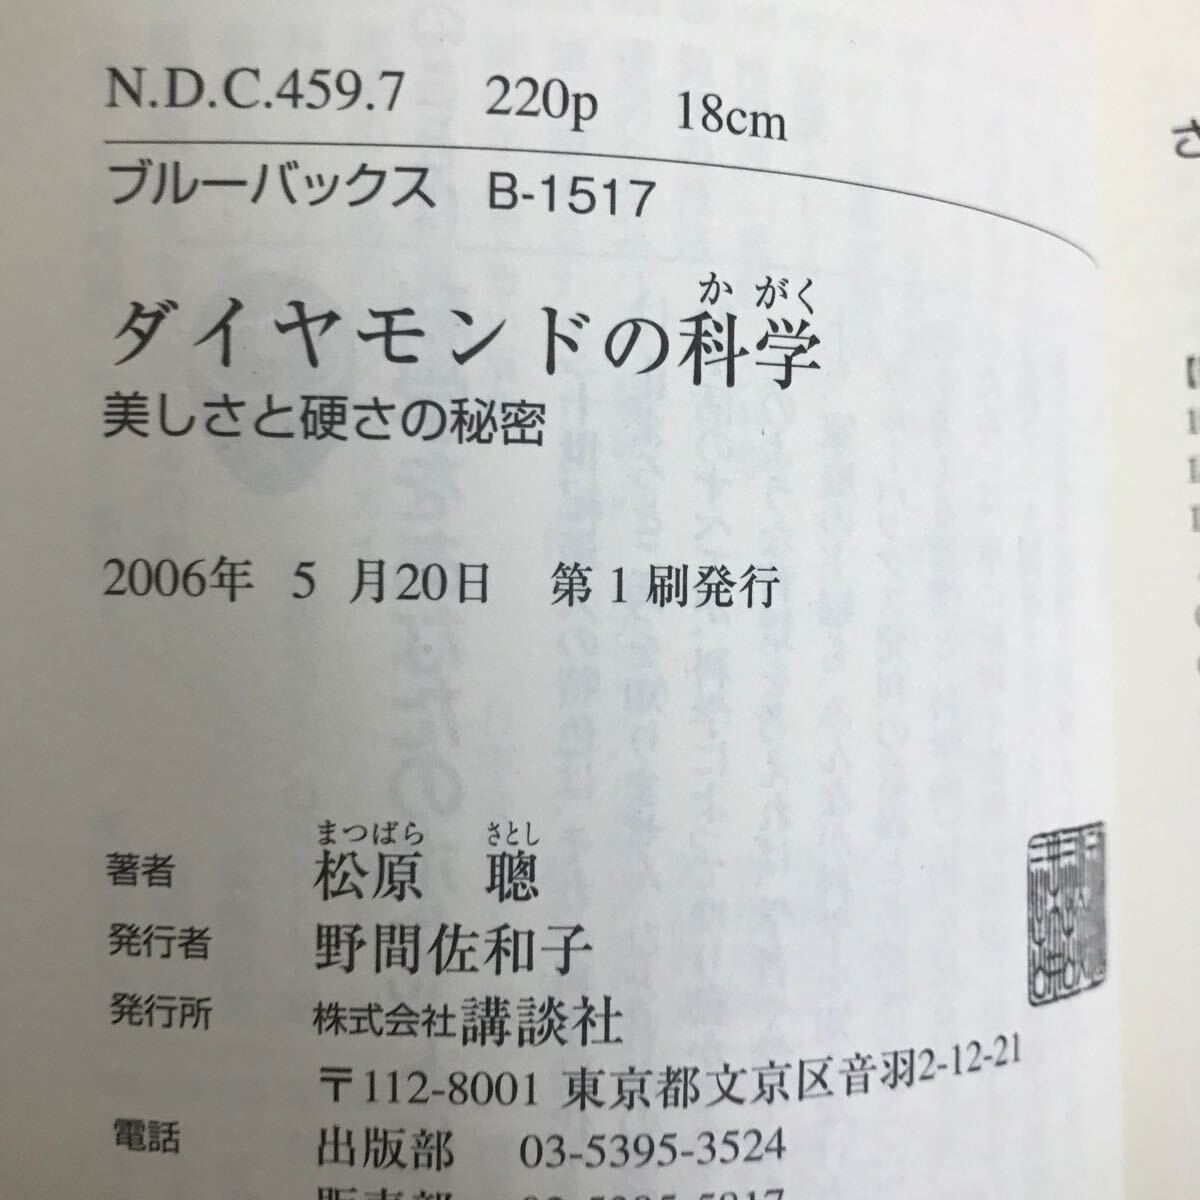 N.D.C.459.7 220p 18cm
ブルーバックス B-1517
か がく
ダイヤモンドの科学
美しさと硬さの秘密
2006年 5 月20日 第1刷発行
まつばら さとし
著者 松原 聰
発行者 野間佐和子
発行所 株式会社講談社
〒112-8001 東京都文京区音羽2-12-21
電話 出版部 03-5395-3524
さ